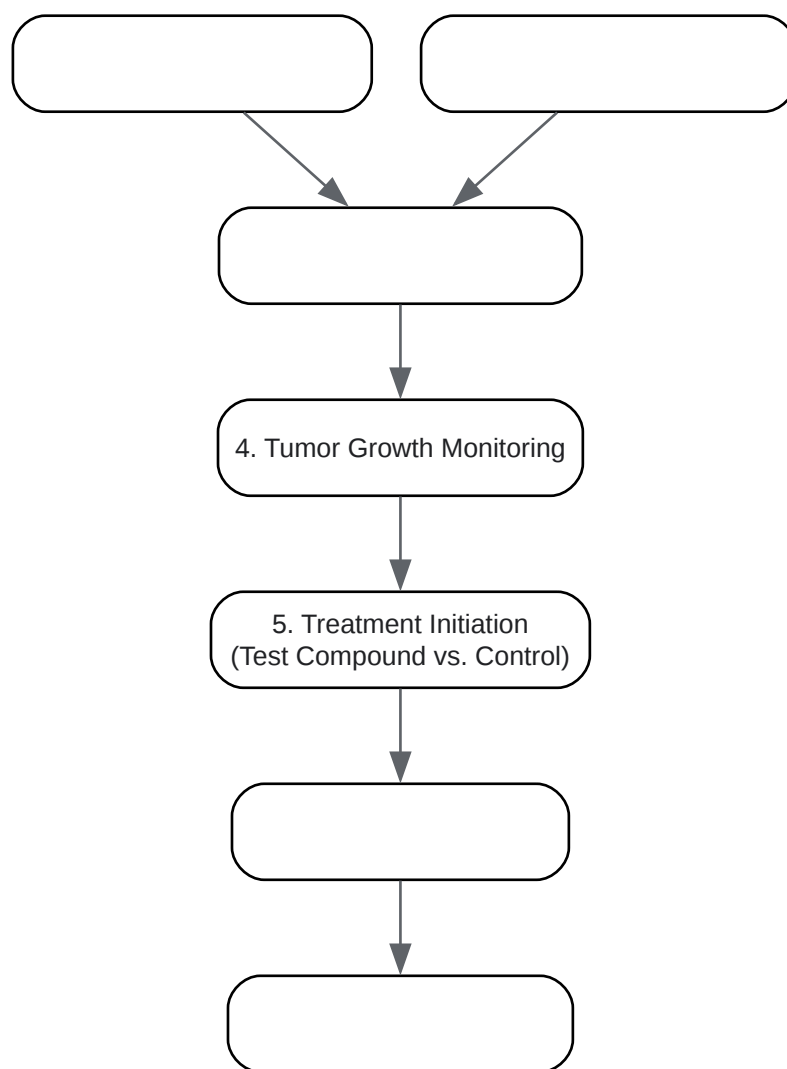 4. Tumor Growth Monitoring
5. Treatment Initiation
(Test Compound vs. Control)